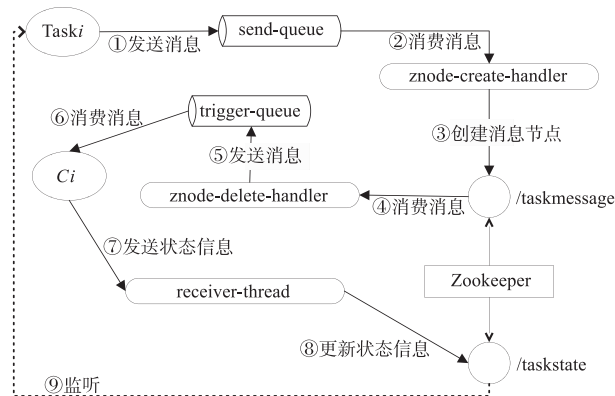 Taski
①发送消息
send-queue
②消费消息
znode-create-handler
③创建消息节点
⑥消费消息
trigger-queue
⑤发送消息
Ci
znode-delete-handler
④消费消息
/taskmessage
⑦发送状态信息
receiver-thread
Zookeeper
⑧更新状态信息
/taskstate
⑨监听